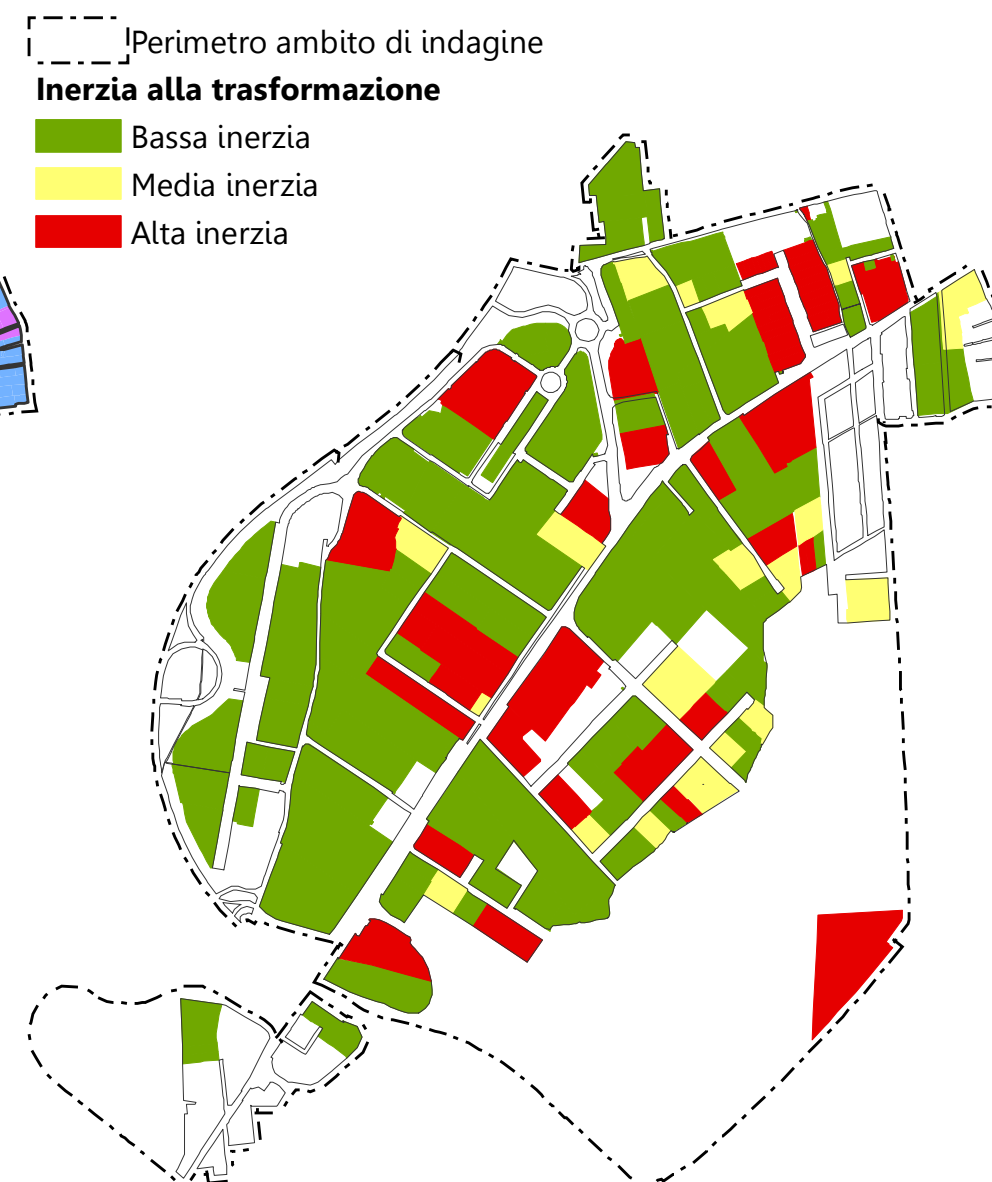 Perimetro ambito di indagine
Inerzia alla trasformazione
Bassa inerzia
Media inerzia
Alta inerzia